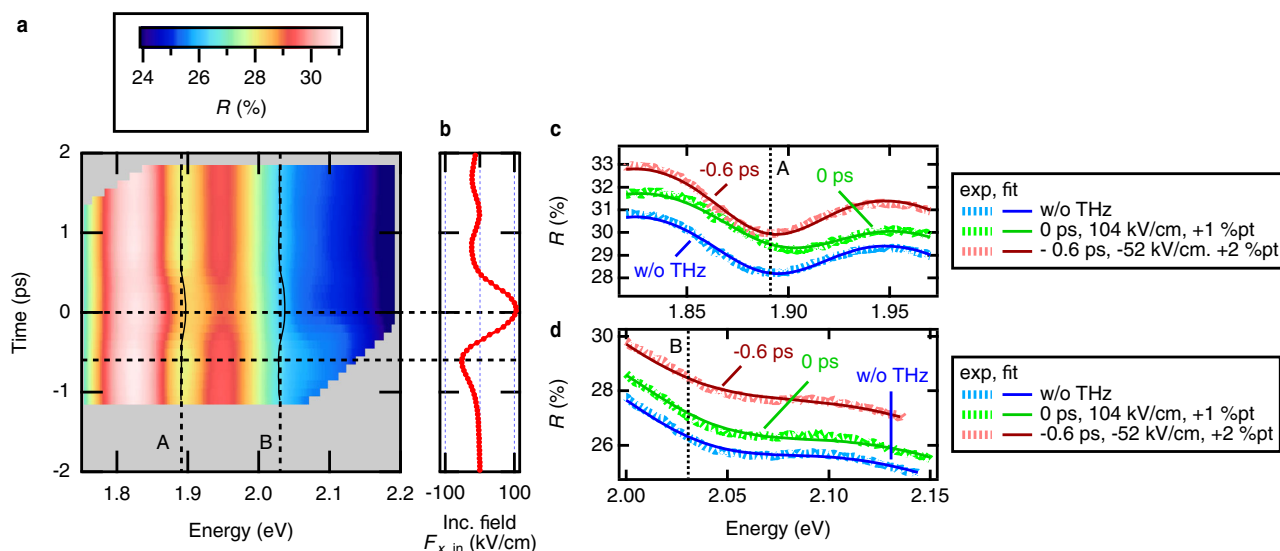 a
24 26 28 30
R (%)
b
c
d
2
1
0
-1
-2
Time (ps)
A
B
1.8 1.9 2.0 2.1 2.2
Energy (eV)
-100 100
Inc. field
F x, in (kV/cm)
33
32
31
30
29
28
R (%)
-0.6 ps
A
0 ps
w/o THz
1.85 1.90 1.95
exp, fit
w/o THz
0 ps, 104 kV/cm, +1 %pt
- 0.6 ps, -52 kV/cm. +2 %pt
30
28
26
R (%)
B
-0.6 ps
0 ps
w/o THz
2.00 2.05 2.10 2.15
Energy (eV)
exp, fit
w/o THz
0 ps, 104 kV/cm, +1 %pt
-0.6 ps, -52 kV/cm, +2 %pt